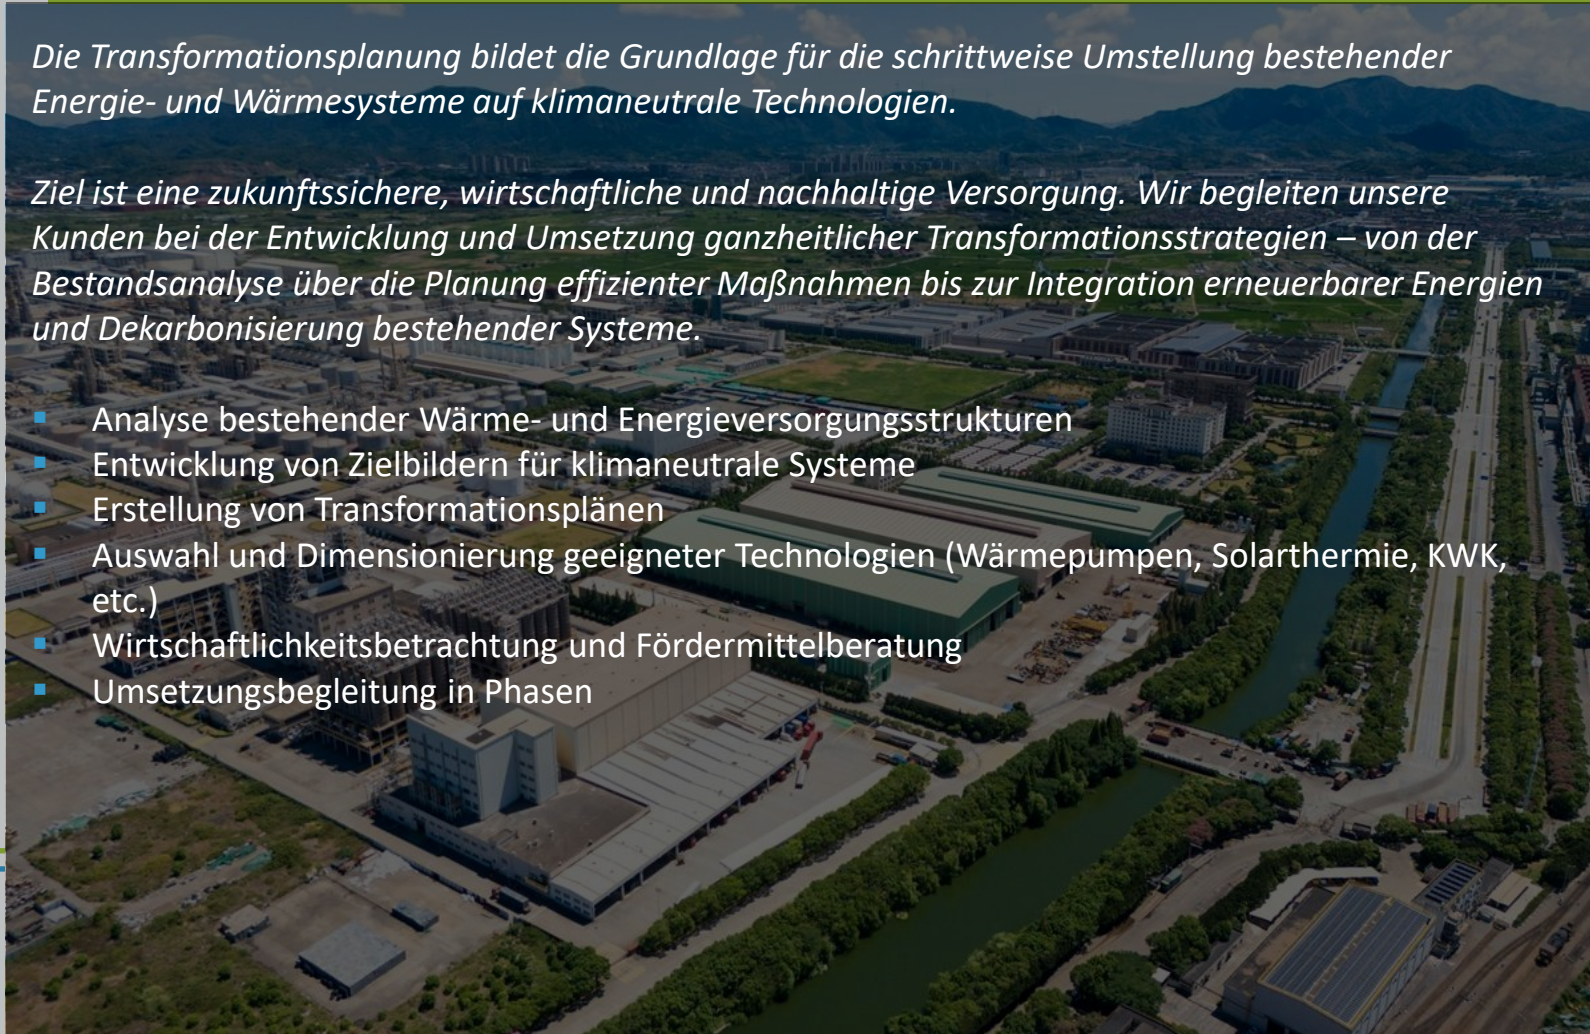 Die Transformationsplanung bildet die Grundlage für die schrittweise Umstellung bestehender
Energie- und Wärmesysteme auf klimaneutrale Technologien.
Ziel ist eine zukunftssichere, wirtschaftliche und nachhaltige Versorgung. Wir begleiten unsere
Kunden bei der Entwicklung und Umsetzung ganzheitlicher Transformationsstrategien – von der
Bestandsanalyse über die Planung effizienter Maßnahmen bis zur Integration erneuerbarer Energien
und Dekarbonisierung bestehender Systeme.
▪ Analyse bestehender Wärme- und Energieversorgungsstrukturen
▪ Entwicklung von Zielbildern für klimaneutrale Systeme
▪ Erstellung von Transformationsplänen
▪ Auswahl und Dimensionierung geeigneter Technologien (Wärmepumpen, Solarthermie, KWK,
etc.)
▪ Wirtschaftlichkeitsbetrachtung und Fördermittelberatung
▪ Umsetzungsbegleitung in Phasen